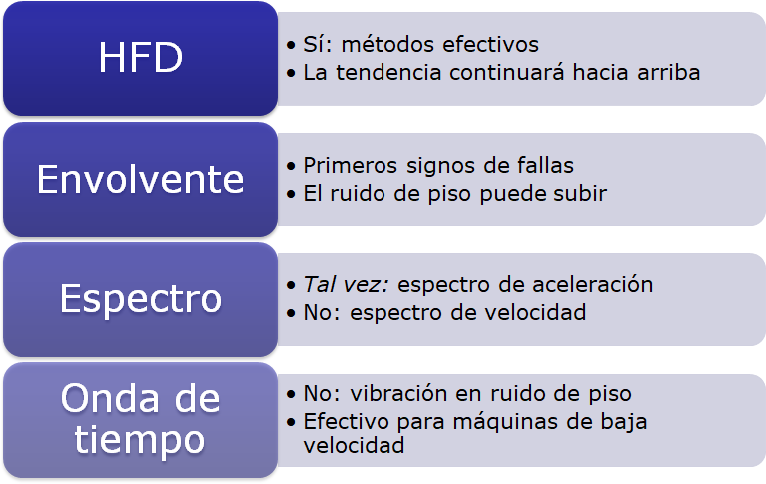 HFD
• Sí: métodos efectivos
• La tendencia continuará hacia arriba
Envolvente
• Primeros signos de fallas
• El ruido de piso puede subir
Espectro
• Tal vez: espectro de aceleración
• No: espectro de velocidad
Onda de
tiempo
• No: vibración en ruido de piso
• Efectivo para máquinas de baja
velocidad